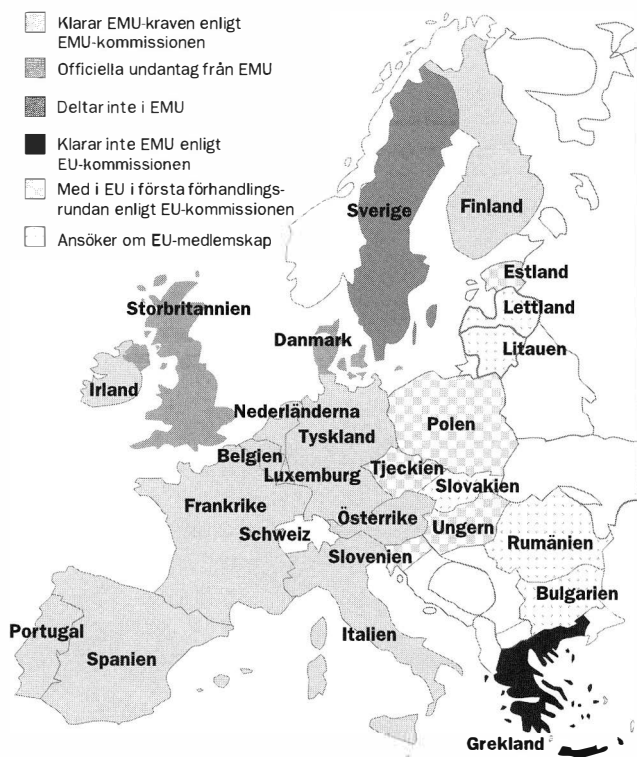 Klarar EMU-kraven enligt
EMU-kommissionen
Officiella undantag från EMU
Deltar inte i EMU
Klarar inte EMU enligt
EU-kommissionen
Med i EU i första förhandlings-
rundan enligt EU-kommissionen
Ansöker om EU-medlemskap
Sverige
Finland
Estland
Storbritannien
Lettland
Danmark
Litauen
Irland
Nederländerna
Polen
Tyskland
Belgien
Tjeckien
Luxemburg
Slovakien
Frankrike
Österrike
Ungern
Schweiz
Rumänien
Slovenien
Bulgarien
Portugal
Italien
Spanien
Grekland